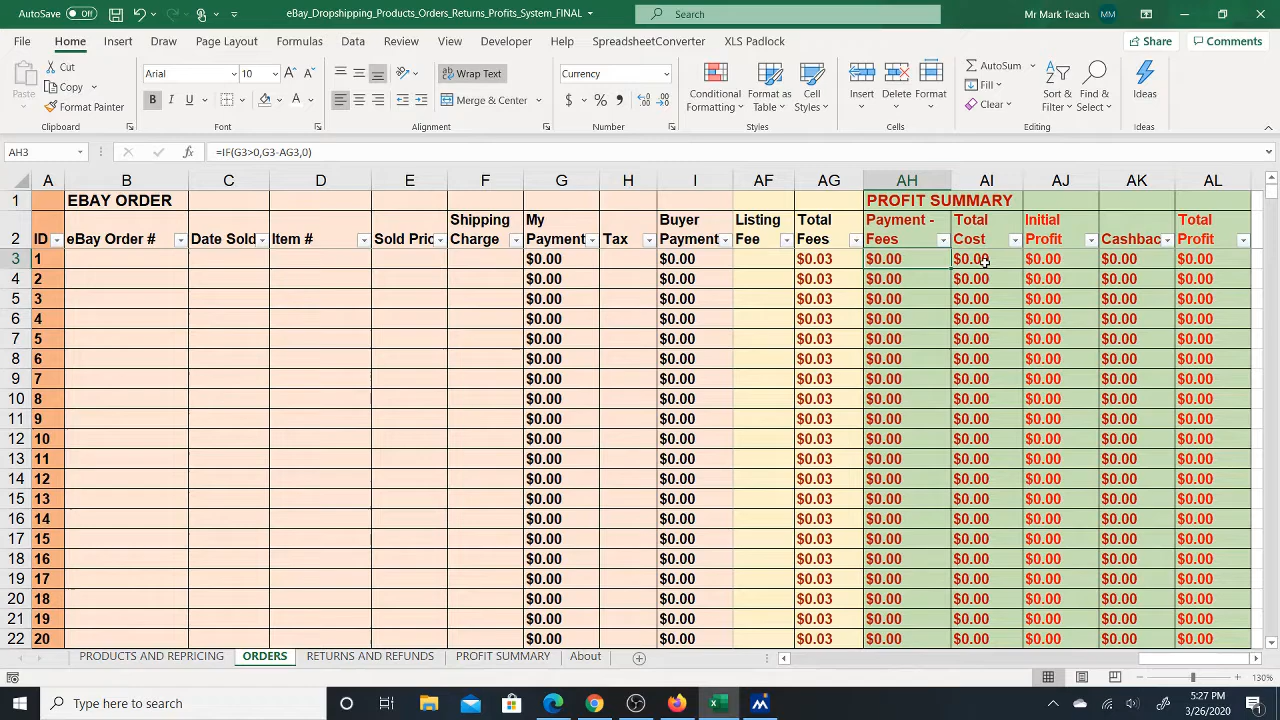 AutoSave Off
eBay_Dropshipping_Products_Orders_Returns_Profits_System_FINAL
Search
Mr Mark Teach MM
File Home Insert Draw Page Layout Formulas Data Review View Developer Help SpreadsheetConverter XLS Padlock Share Comments
Paste Cut Copy Format Painter
Arial 10
B I U
Wrap Text
Merge & Center
Currency
$ %
Conditional Formatting
Format as Table
Cell Styles
Insert Delete Format
AutoSum
Fill
Clear
Sort & Filter
Find & Select
Ideas
Clipboard Font Alignment Number Styles Cells Editing Ideas
AH3 fx =IF(G3>0,G3-AG3,0)
A B C D E F G H I AF AG AH AI AJ AK AL
1 EBAY ORDER PROFIT SUMMARY
Shipping My Buyer Listing Total Payment - Total Initial Total
2 ID eBay Order # Date Sold Item # Sold Pric Charge Payment Tax Payment Fee Fees Fees Cost Profit Cashbac Profit
3 1 $0.00 $0.00 $0.03 $0.00 $0.00 $0.00 $0.00 $0.00
4 2 $0.00 $0.00 $0.03 $0.00 $0.00 $0.00 $0.00 $0.00
5 3 $0.00 $0.00 $0.03 $0.00 $0.00 $0.00 $0.00 $0.00
6 4 $0.00 $0.00 $0.03 $0.00 $0.00 $0.00 $0.00 $0.00
7 5 $0.00 $0.00 $0.03 $0.00 $0.00 $0.00 $0.00 $0.00
8 6 $0.00 $0.00 $0.03 $0.00 $0.00 $0.00 $0.00 $0.00
9 7 $0.00 $0.00 $0.03 $0.00 $0.00 $0.00 $0.00 $0.00
10 8 $0.00 $0.00 $0.03 $0.00 $0.00 $0.00 $0.00 $0.00
11 9 $0.00 $0.00 $0.03 $0.00 $0.00 $0.00 $0.00 $0.00
12 10 $0.00 $0.00 $0.03 $0.00 $0.00 $0.00 $0.00 $0.00
13 11 $0.00 $0.00 $0.03 $0.00 $0.00 $0.00 $0.00 $0.00
14 12 $0.00 $0.00 $0.03 $0.00 $0.00 $0.00 $0.00 $0.00
15 13 $0.00 $0.00 $0.03 $0.00 $0.00 $0.00 $0.00 $0.00
16 14 $0.00 $0.00 $0.03 $0.00 $0.00 $0.00 $0.00 $0.00
17 15 $0.00 $0.00 $0.03 $0.00 $0.00 $0.00 $0.00 $0.00
18 16 $0.00 $0.00 $0.03 $0.00 $0.00 $0.00 $0.00 $0.00
19 17 $0.00 $0.00 $0.03 $0.00 $0.00 $0.00 $0.00 $0.00
20 18 $0.00 $0.00 $0.03 $0.00 $0.00 $0.00 $0.00 $0.00
21 19 $0.00 $0.00 $0.03 $0.00 $0.00 $0.00 $0.00 $0.00
22 20 $0.00 $0.00 $0.03 $0.00 $0.00 $0.00 $0.00 $0.00
PRODUCTS AND REPRICING ORDERS RETURNS AND REFUNDS PROFIT SUMMARY About
130%
Type here to search
5:27 PM
3/26/2020